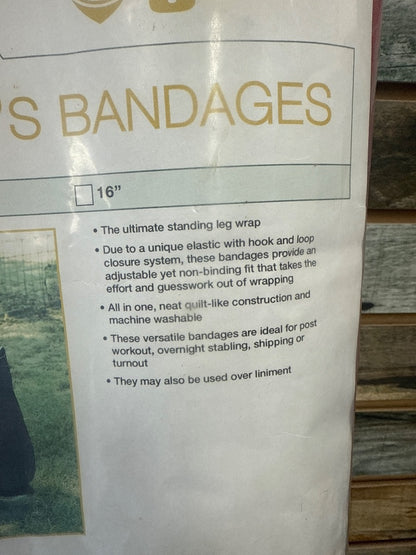 'S BANDAGES
16”
• The ultimate standing leg wrap
• Due to a unique elastic with hook and loop
closure system, these bandages provide an
adjustable yet non-binding fit that takes the
effort and guesswork out of wrapping
• All in one, neat quilt-like construction and
machine washable
• These versatile bandages are ideal for post
workout, overnight stabling, shipping or
turnout
• They may also be used over liniment